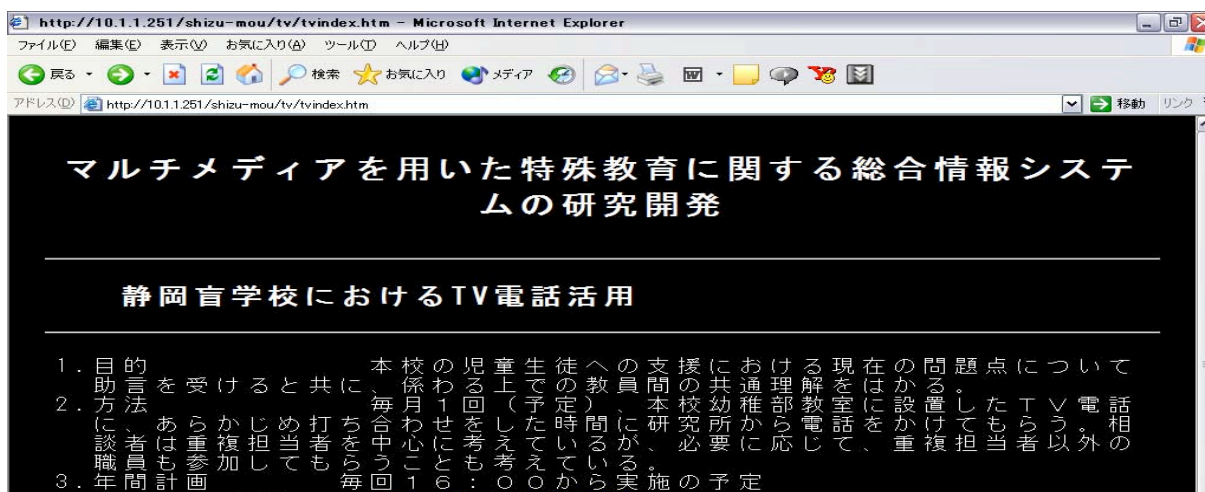 http://10.1.1.251/shizu-mou/tv/tvindex.htm - Microsoft Internet Explorer
ファイル(F) 編集(E) 表示(V) お気に入り(A) ツール(T) ヘルプ(H)
戻る 検索 お気に入り メディア
アドレス(D) http://10.1.1.251/shizu-mou/tv/tvindex.htm 移動 リンク
マルチメディアを用いた特殊教育に関する総合情報システ
ムの研究開発
静岡盲学校におけるTV電話活用
1.目的 本校の児童生徒への支援における現在の問題点について
助言を受けると共に、係わる上での教員間の共通理解をはかる。
2.方法 毎月1回(予定)、本校幼稚部教室に設置したTV電話
に、あらかじめ打ち合わせをした時間に研究所から電話をかけてもらう。相
談者は重複担当者を中心に考えているが、必要に応じて、重複担当者以外の
職員も参加してもらうことも考えている。
3.年間計画 毎回16:00から実施の予定